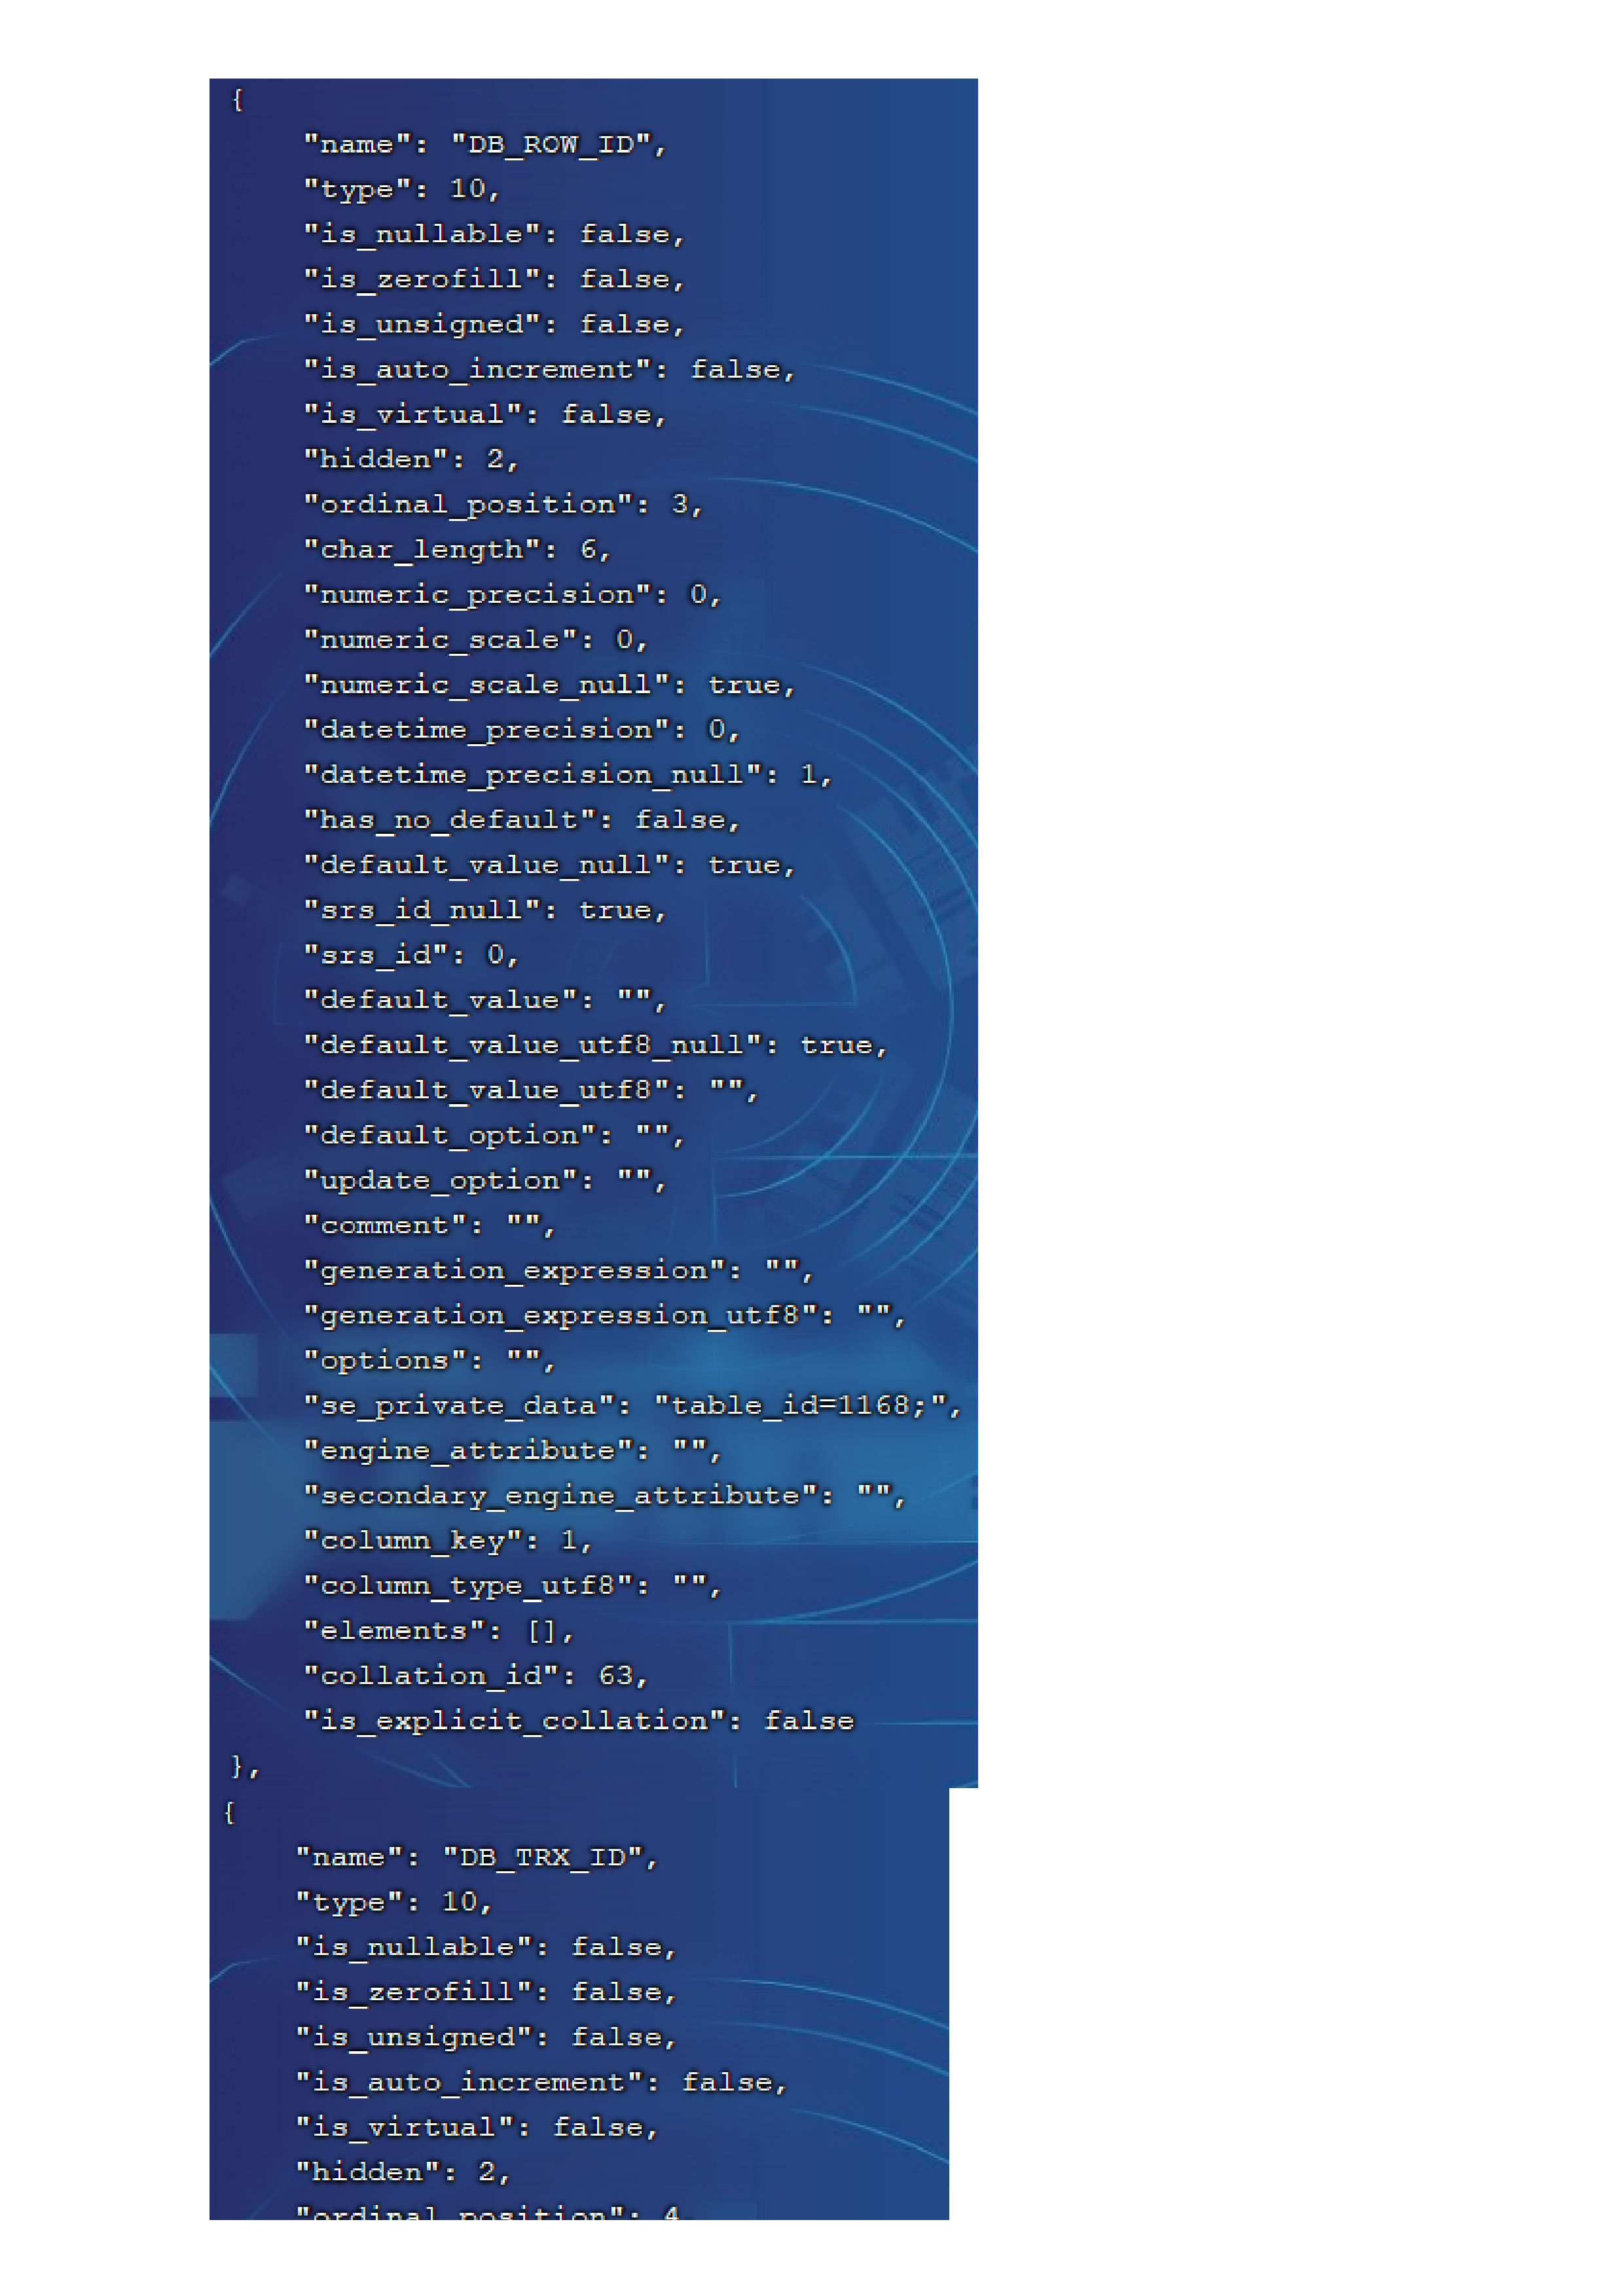 {
"name": "DB_ROW_ID",
"type": 10,
"is_nullable": false,
"is_zerofill": false,
"is_unsigned": false,
"is_auto_increment": false,
"is_virtual": false,
"hidden": 2,
"ordinal_position": 3,
"char_length": 6,
"numeric_precision": 0,
"numeric_scale": 0,
"numeric_scale_null": true,
"datetime_precision": 0,
"datetime_precision_null": 1,
"has_no_default": false,
"default_value_null": true,
"srs_id_null": true,
"srs_id": 0,
"default_value": "",
"default_value_utf8_null": true,
"default_value_utf8": "",
"default_option": "",
"update_option": "",
"comment": "",
"generation_expression": "",
"generation_expression_utf8": "",
"options": "",
"se_private_data": "table_id=1168;",
"engine_attribute": "",
"secondary_engine_attribute": "",
"column_key": 1,
"column_type_utf8": "",
"elements": [],
"collation_id": 63,
"is_explicit_collation": false
},
{
"name": "DB_TRX_ID",
"type": 10,
"is_nullable": false,
"is_zerofill": false,
"is_unsigned": false,
"is_auto_increment": false,
"is_virtual": false,
"hidden": 2,
"ordinal_position": 4,